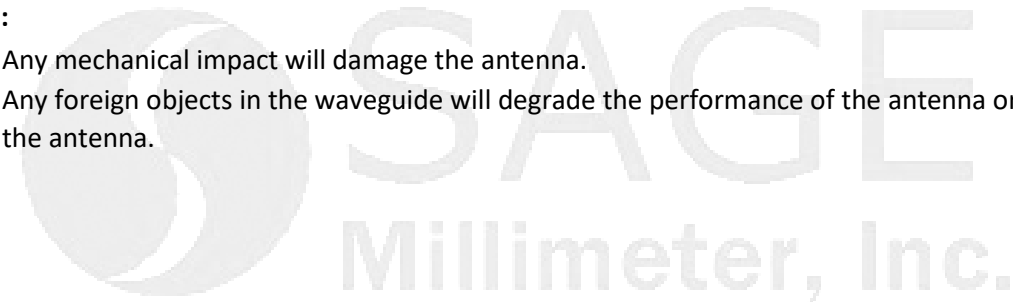 :
Any mechanical impact will damage the antenna.
Any foreign objects in the waveguide will degrade the performance of the antenna or
the antenna.
SAGE
Millimeter, Inc.